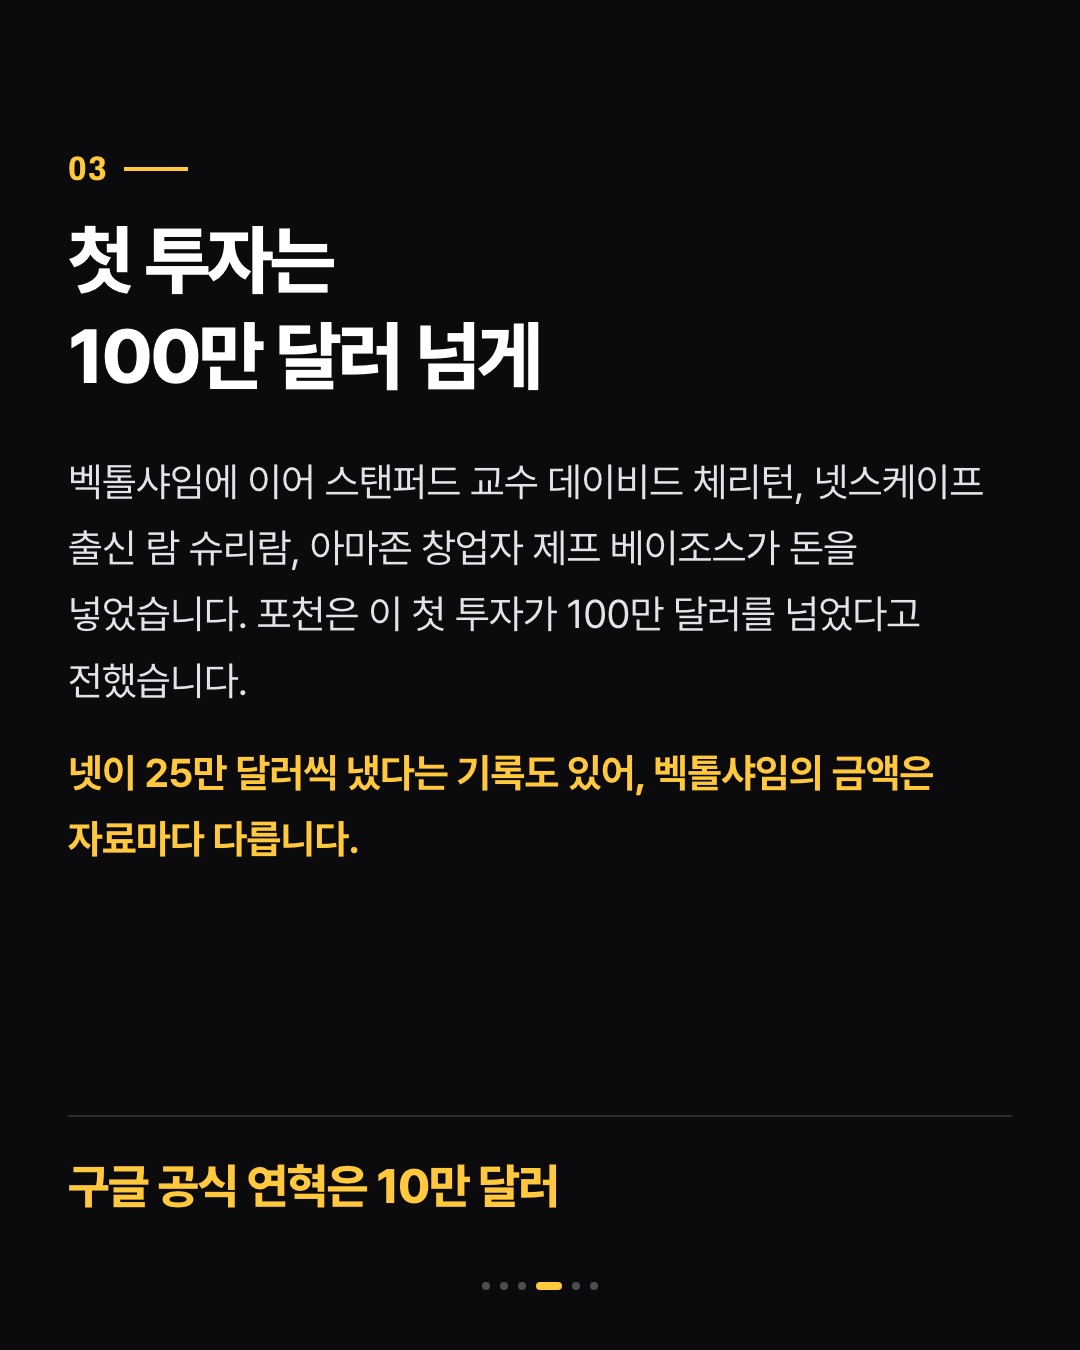 03
첫 투자는
100만 달러 넘게
벡톨샤임에 이어 스탠퍼드 교수 데이비드 체리턴, 넷스케이프
출신 람 슈리람, 아마존 창업자 제프 베이조스가 돈을
넣었습니다. 포천은 이 첫 투자가 100만 달러를 넘었다고
전했습니다.
넷이 25만 달러씩 냈다는 기록도 있어, 벡톨샤임의 금액은
자료마다 다릅니다.
구글 공식 연혁은 10만 달러